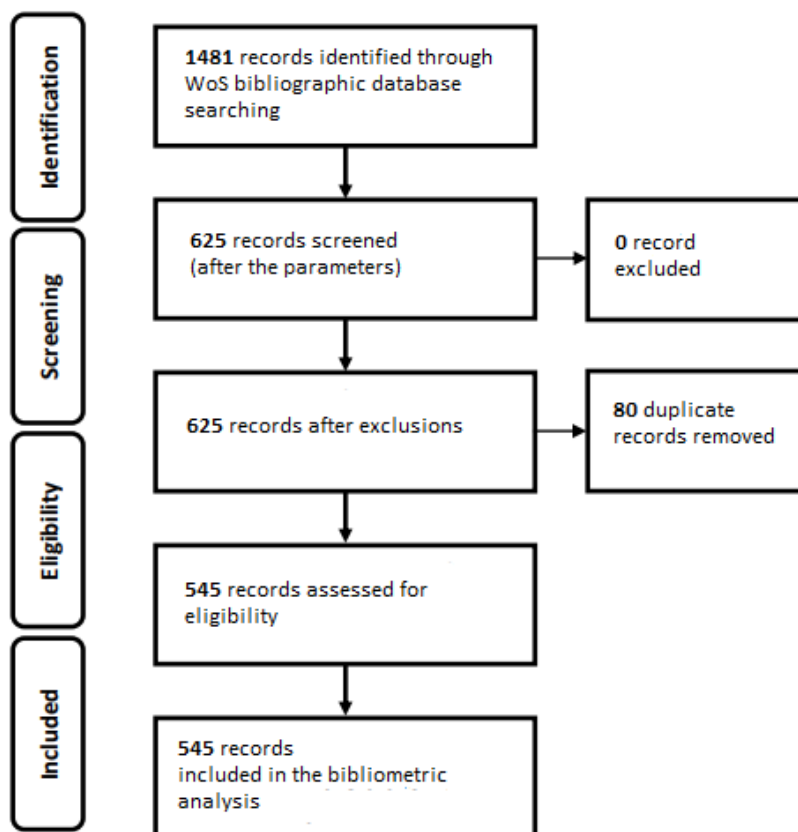 Identification
1481 records identified through
WoS bibliographic database
searching
Screening
625 records screened
(after the parameters)
0 record
excluded
625 records after exclusions
80 duplicate
records removed
Eligibility
545 records assessed for
eligibility
Included
545 records
included in the bibliometric
analysis